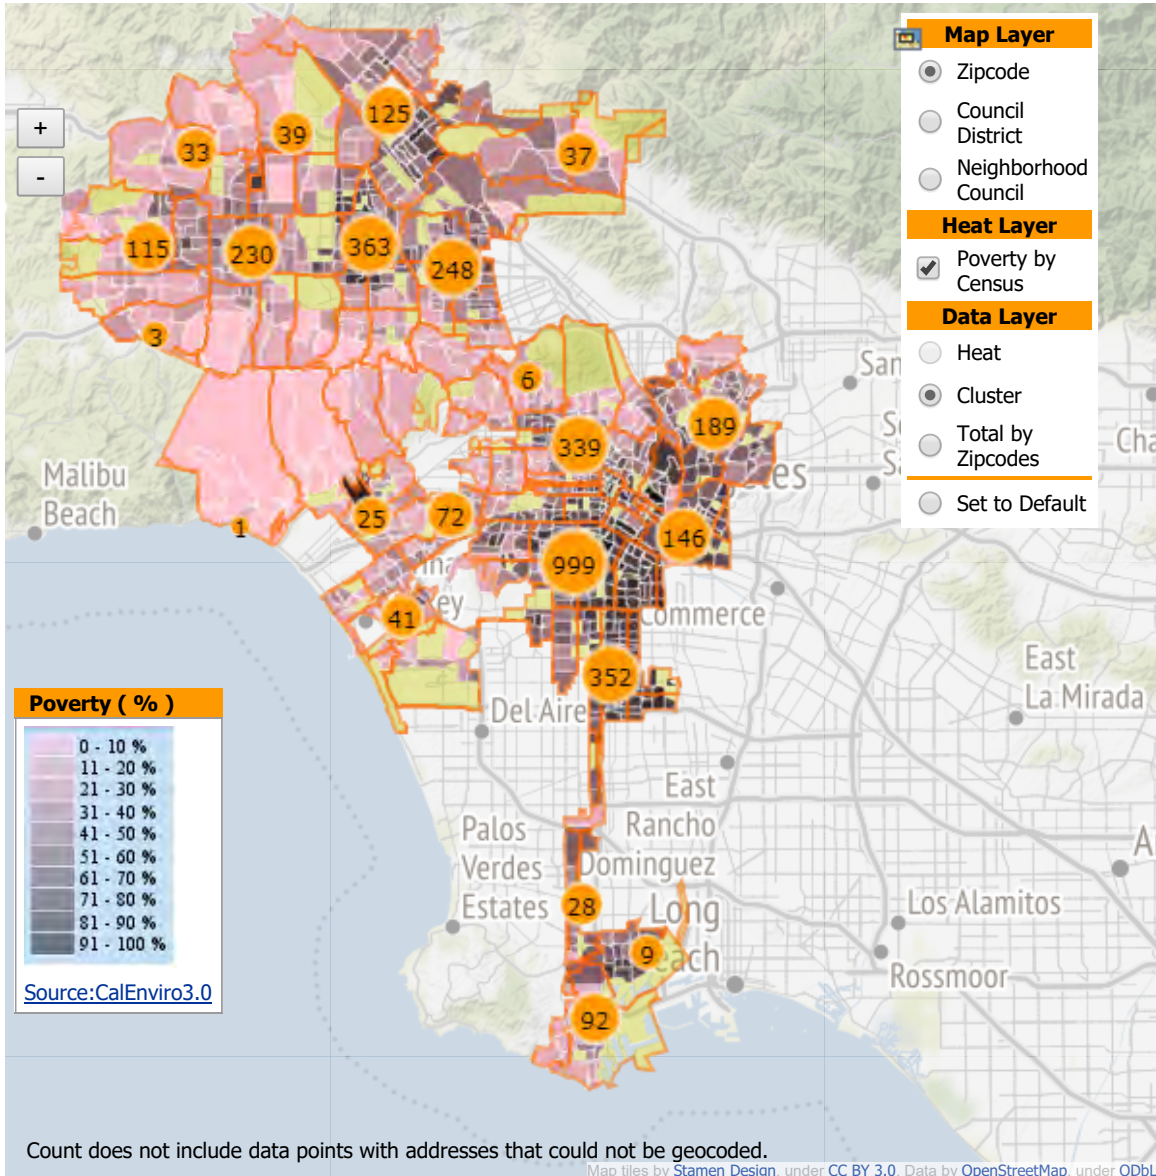 Map Layer
Zipcode
Council
District
Neighborhood
Council
Heat Layer
Poverty by
Census
Data Layer
Heat
Cluster
Total by
Zipcodes
Set to Default
+
-
125
39
33
37
115
230
363
248
3
6
San
189
339
Cha
Malibu
Beach
25
72
1
146
999
ey
41
Commerce
352
East
La Mirada
Del Aire
East
Rancho
Dominguez
Palos
Verdes
Estates
28
Long
Beach
9
Los Alamitos
Rossmoor
92
A
Poverty ( % )
0 - 10 %
11 - 20 %
21 - 30 %
31 - 40 %
41 - 50 %
51 - 60 %
61 - 70 %
71 - 80 %
81 - 90 %
91 - 100 %
Source:CalEnviro3.0
Count does not include data points with addresses that could not be geocoded.
Map tiles by Stamen Design, under CC BY 3.0. Data by OpenStreetMap, under ODbL